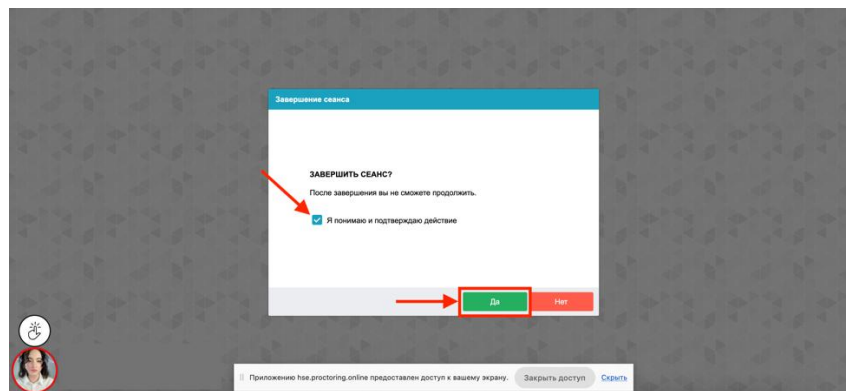 Завершение сеанса
ЗАВЕРШИТЬ СЕАНС?
После завершения вы не сможете продолжить.
Я понимаю и подтверждаю действие
Да Нет
Приложению hse.proctoring.online предоставлен доступ к вашему экрану. Закрыть доступ Скрыть